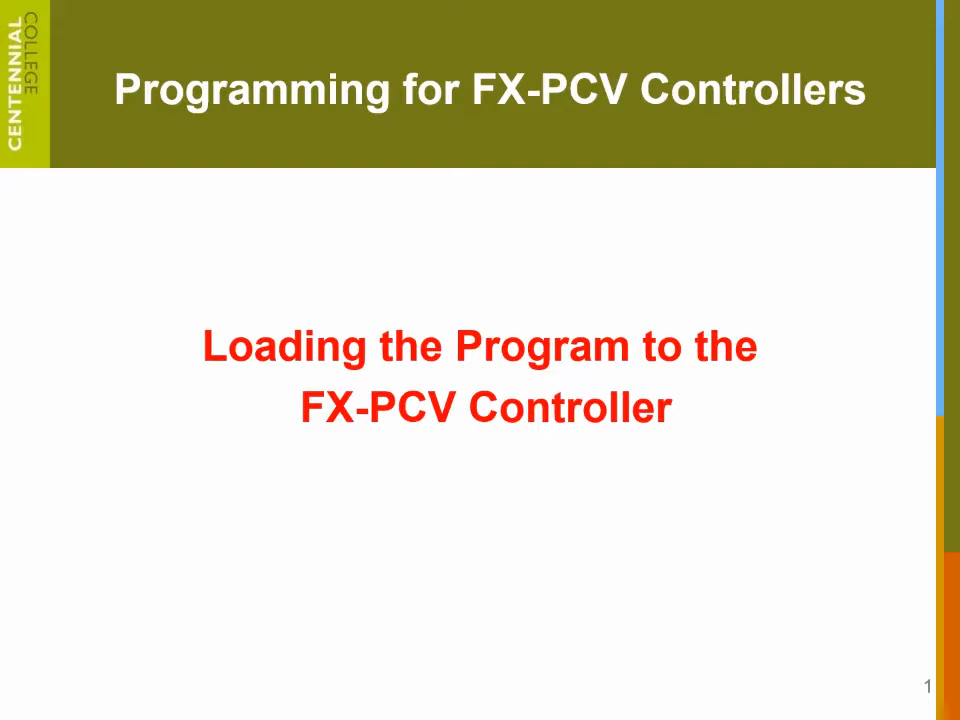 CENTENNIAL
COLLEGE
Programming for FX-PCV Controllers
Loading the Program to the
FX-PCV Controller
1